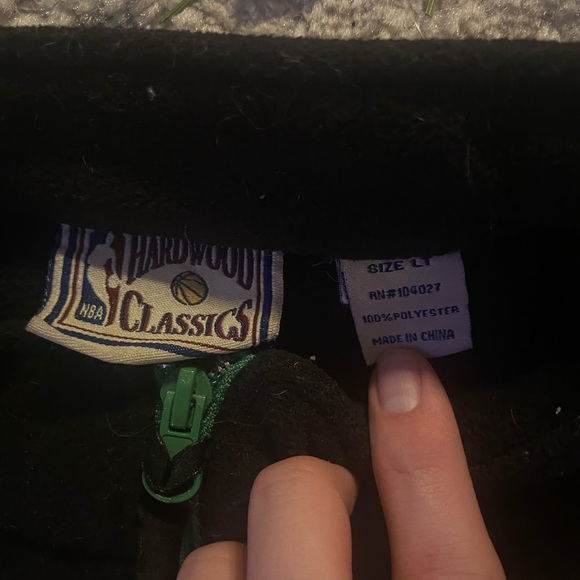 HARDWOOD
NBA
CLASSICS
SIZE LT
RN#104027
100%POLYESTER
MADE IN CHINA